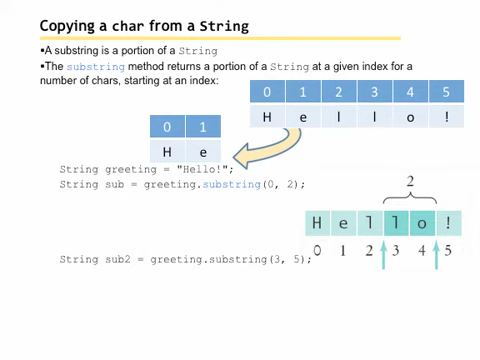 Copying a char from a String
▪A substring is a portion of a String
▪The substring method returns a portion of a String at a given index for a
number of chars, starting at an index:
0 1 2 3 4 5
H e l l o !
0 1
H e
String greeting = "Hello!";
String sub = greeting.substring(0, 2);
2
H e l l o !
0 1 2 3 4 5
String sub2 = greeting.substring(3, 5);